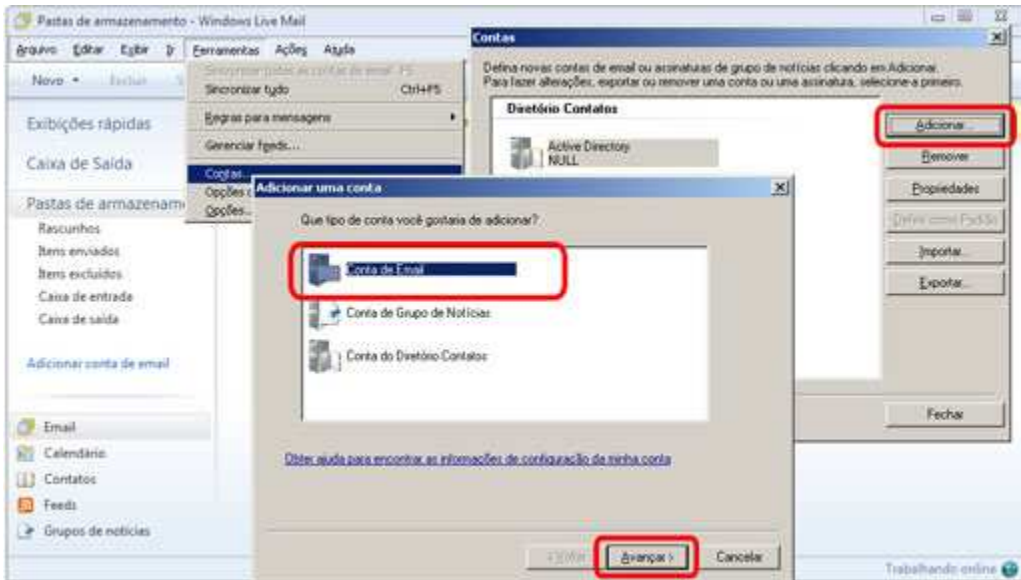 Pastas de armazenamento - Windows Live Mail
Arquivo Editar Exibir Ir Ferramentas Ações Ajuda
Novo Excluir
Sincronizar tudo Ctrl+F5
Regras para mensagens
Gerenciar feeds...
Contas...
Opções
Opções...
Exibições rápidas
Caixa de Saída
Pastas de armazenam
Rascunhos
Itens enviados
Itens excluídos
Caixa de entrada
Caixa de saída
Adicionar conta de email
Email
Calendário
Contatos
Feeds
Grupos de notícias
Contas
Defina novas contas de email ou assinaturas de grupo de notícias clicando em Adicionar.
Para fazer alterações, exportar ou remover uma conta ou uma assinatura, selecione-a primeiro.
Diretório Contatos
Active Directory
NULL
Adicionar...
Remover
Propriedades
Definir como Padrão
Importar...
Exportar...
Fechar
Adicionar uma conta
Que tipo de conta você gostaria de adicionar?
Conta de Email
Conta de Grupo de Notícias
Conta do Diretório Contatos
Obter ajuda para encontrar as informações de configuração da minha conta
Avançar > Cancelar
Trabalhando online